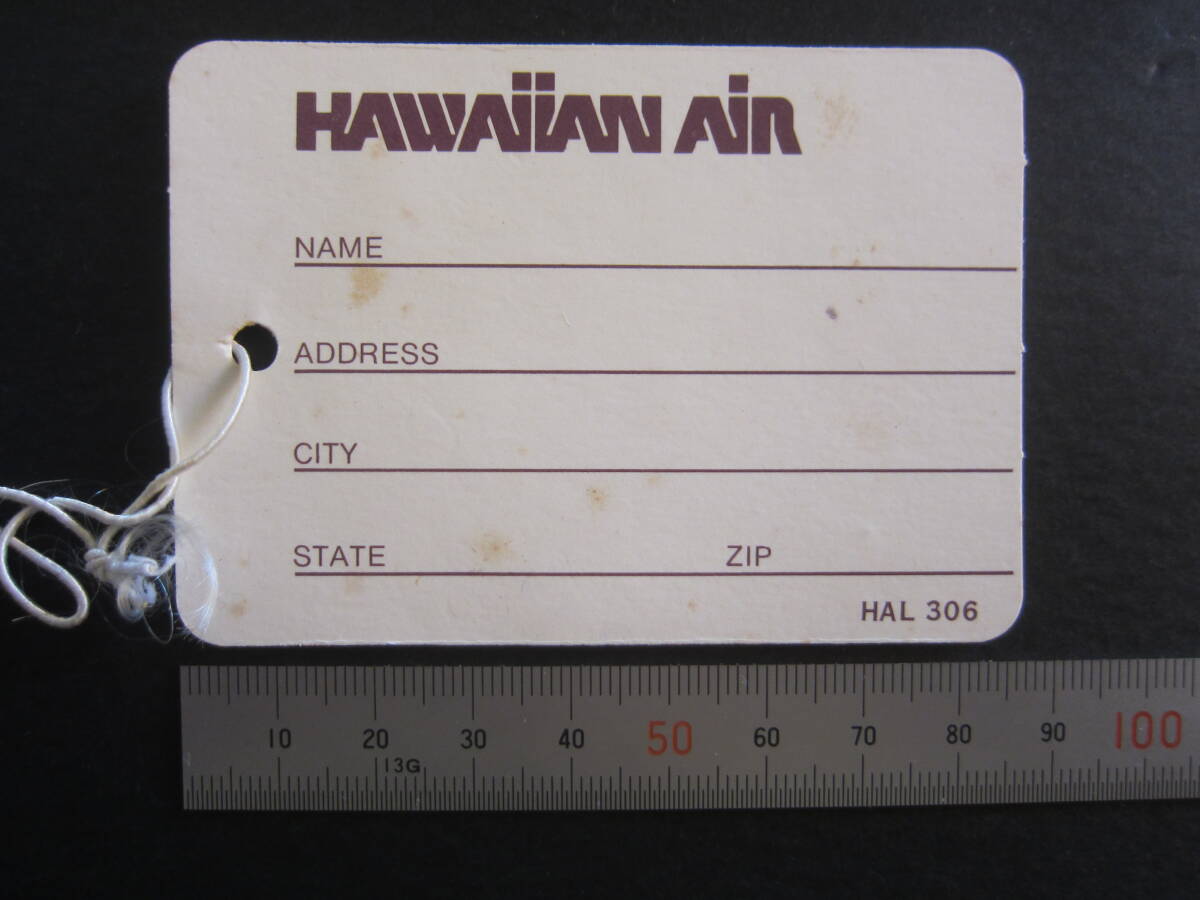 HAWAIIAN AIR
NAME
ADDRESS
CITY
STATE ZIP
HAL 306
10 20 30 40 50 60 70 80 90 100
13G